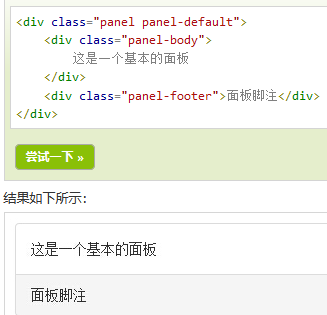 <div class="panel panel-default">
    <div class="panel-body">
        这是一个基本的面板
    </div>
    <div class="panel-footer">面板脚注</div>
</div>
尝试一下 »
结果如下所示：
这是一个基本的面板
面板脚注